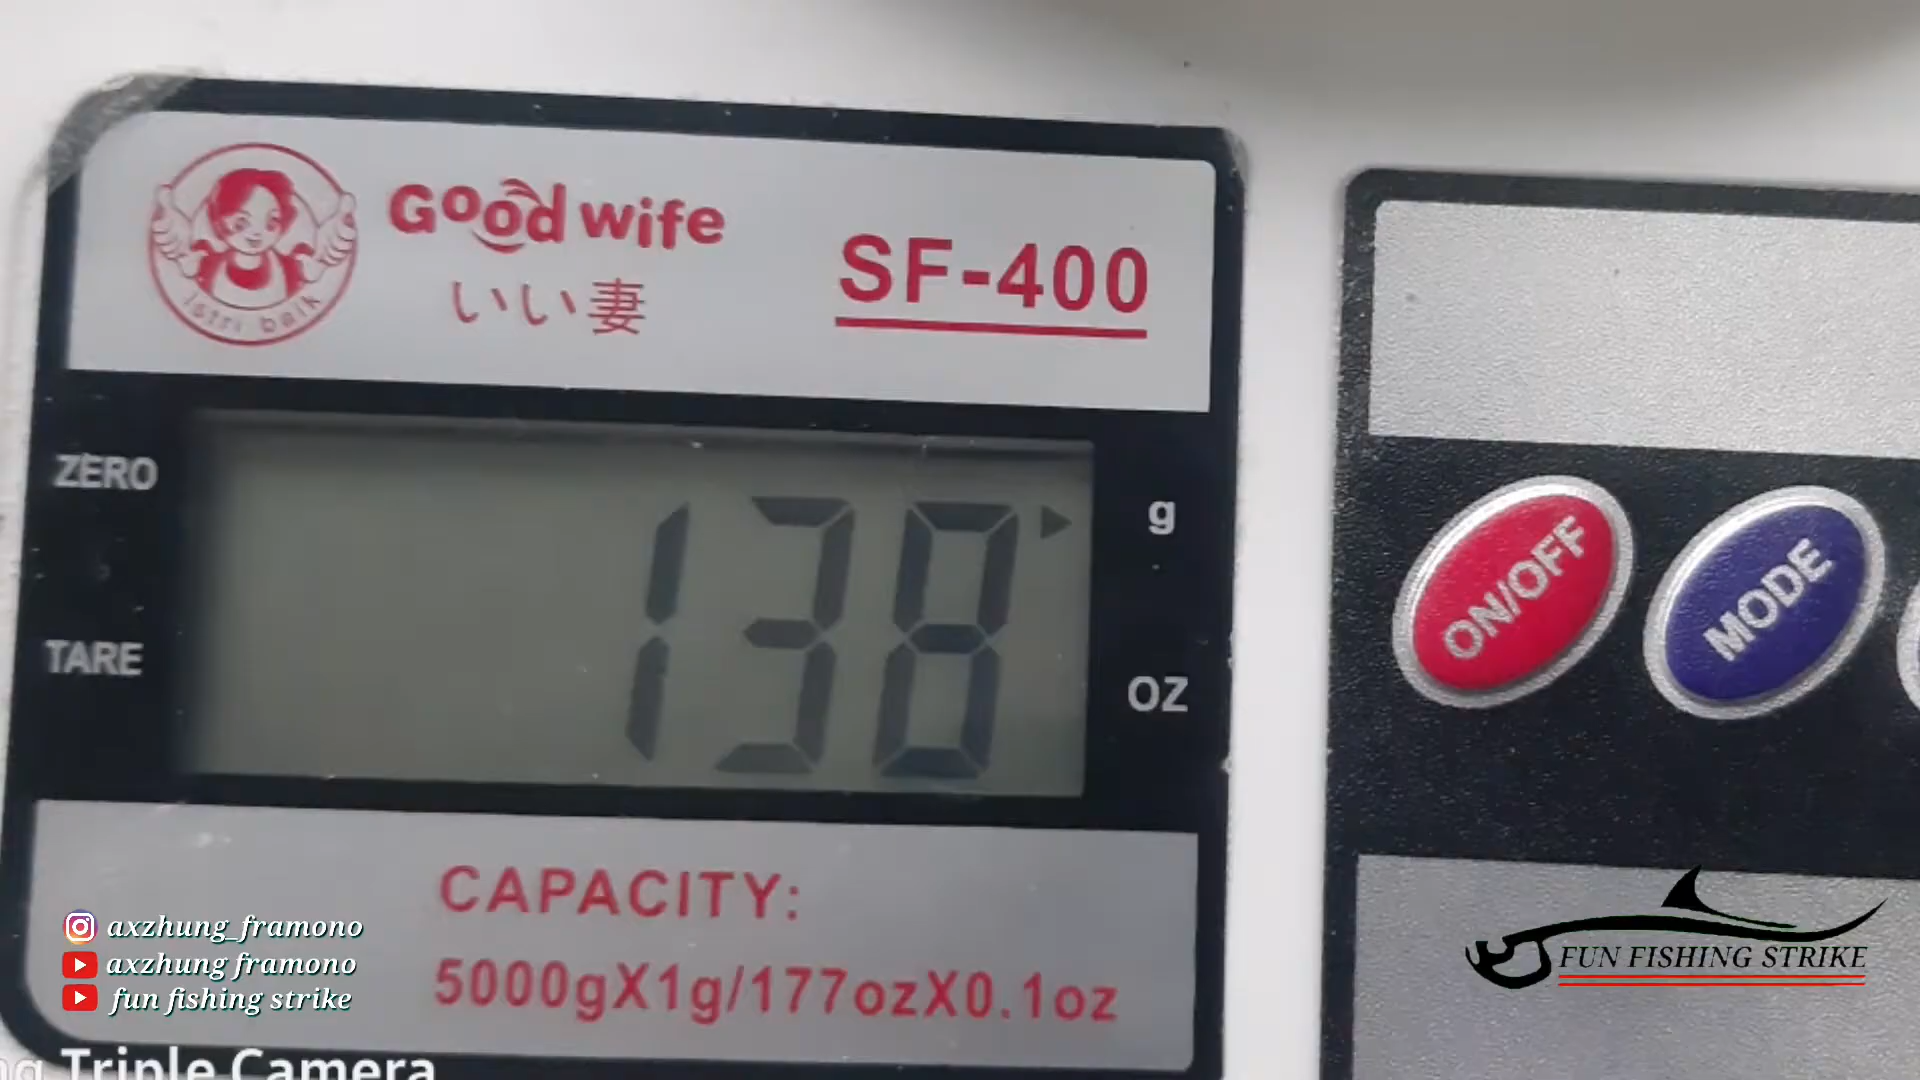 Good wife
いい妻
istri baik
SF-400
ZERO
TARE
138
g
OZ
ON/OFF
MODE
CAPACITY:
5000gX1g/177ozX0.1oz
axzhung_framono
axzhung framono
fun fishing strike
FUN FISHING STRIKE
Triple Camera